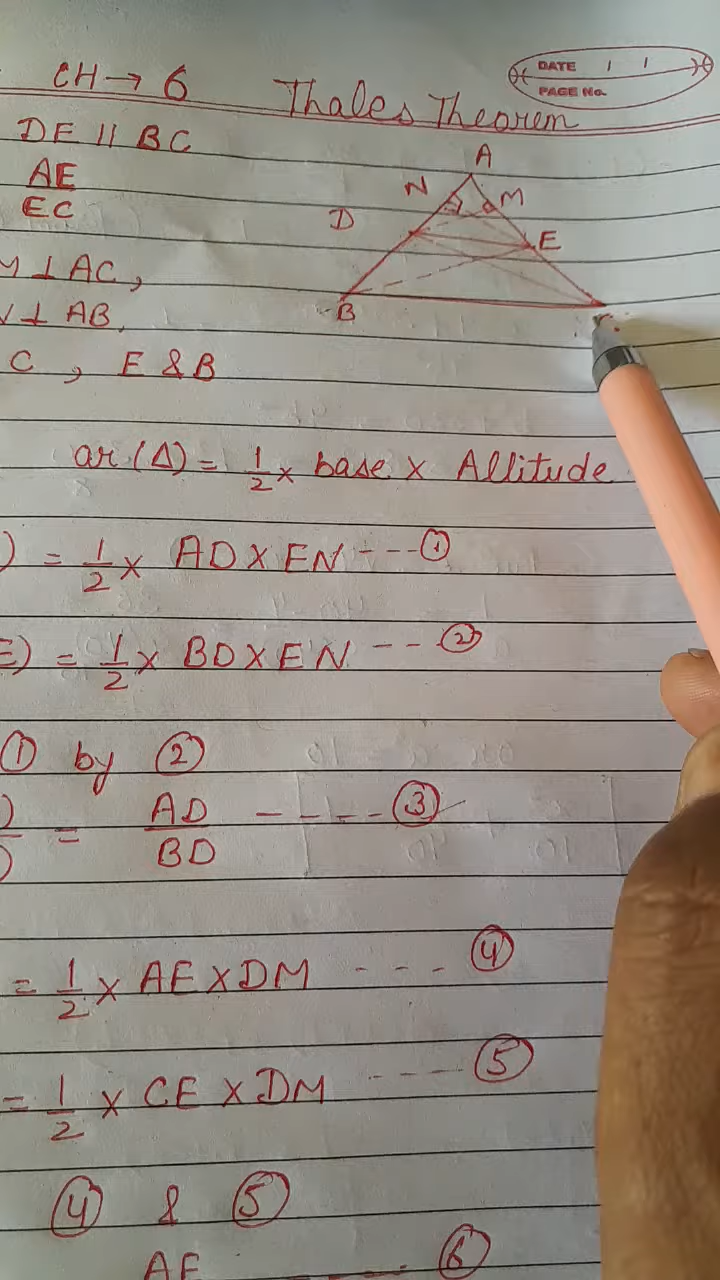 CH → 6 Thales Theorem
DATE / /
PAGE No.
DE || BC
AE
EC
A
N
M
D
E
B
⊥ AC,
⊥ AB,
C , E & B
ar. (Δ) = 1/2 × base × Allitude
) = 1/2 × AD × EN --- ①
E) = 1/2 × BD × EN -- ②
① by ②
) = AD/BD ---- ③
= 1/2 × AE × DM --- ④
= 1/2 × CE × DM ---- ⑤
④ & ⑤
AE ---- ⑥